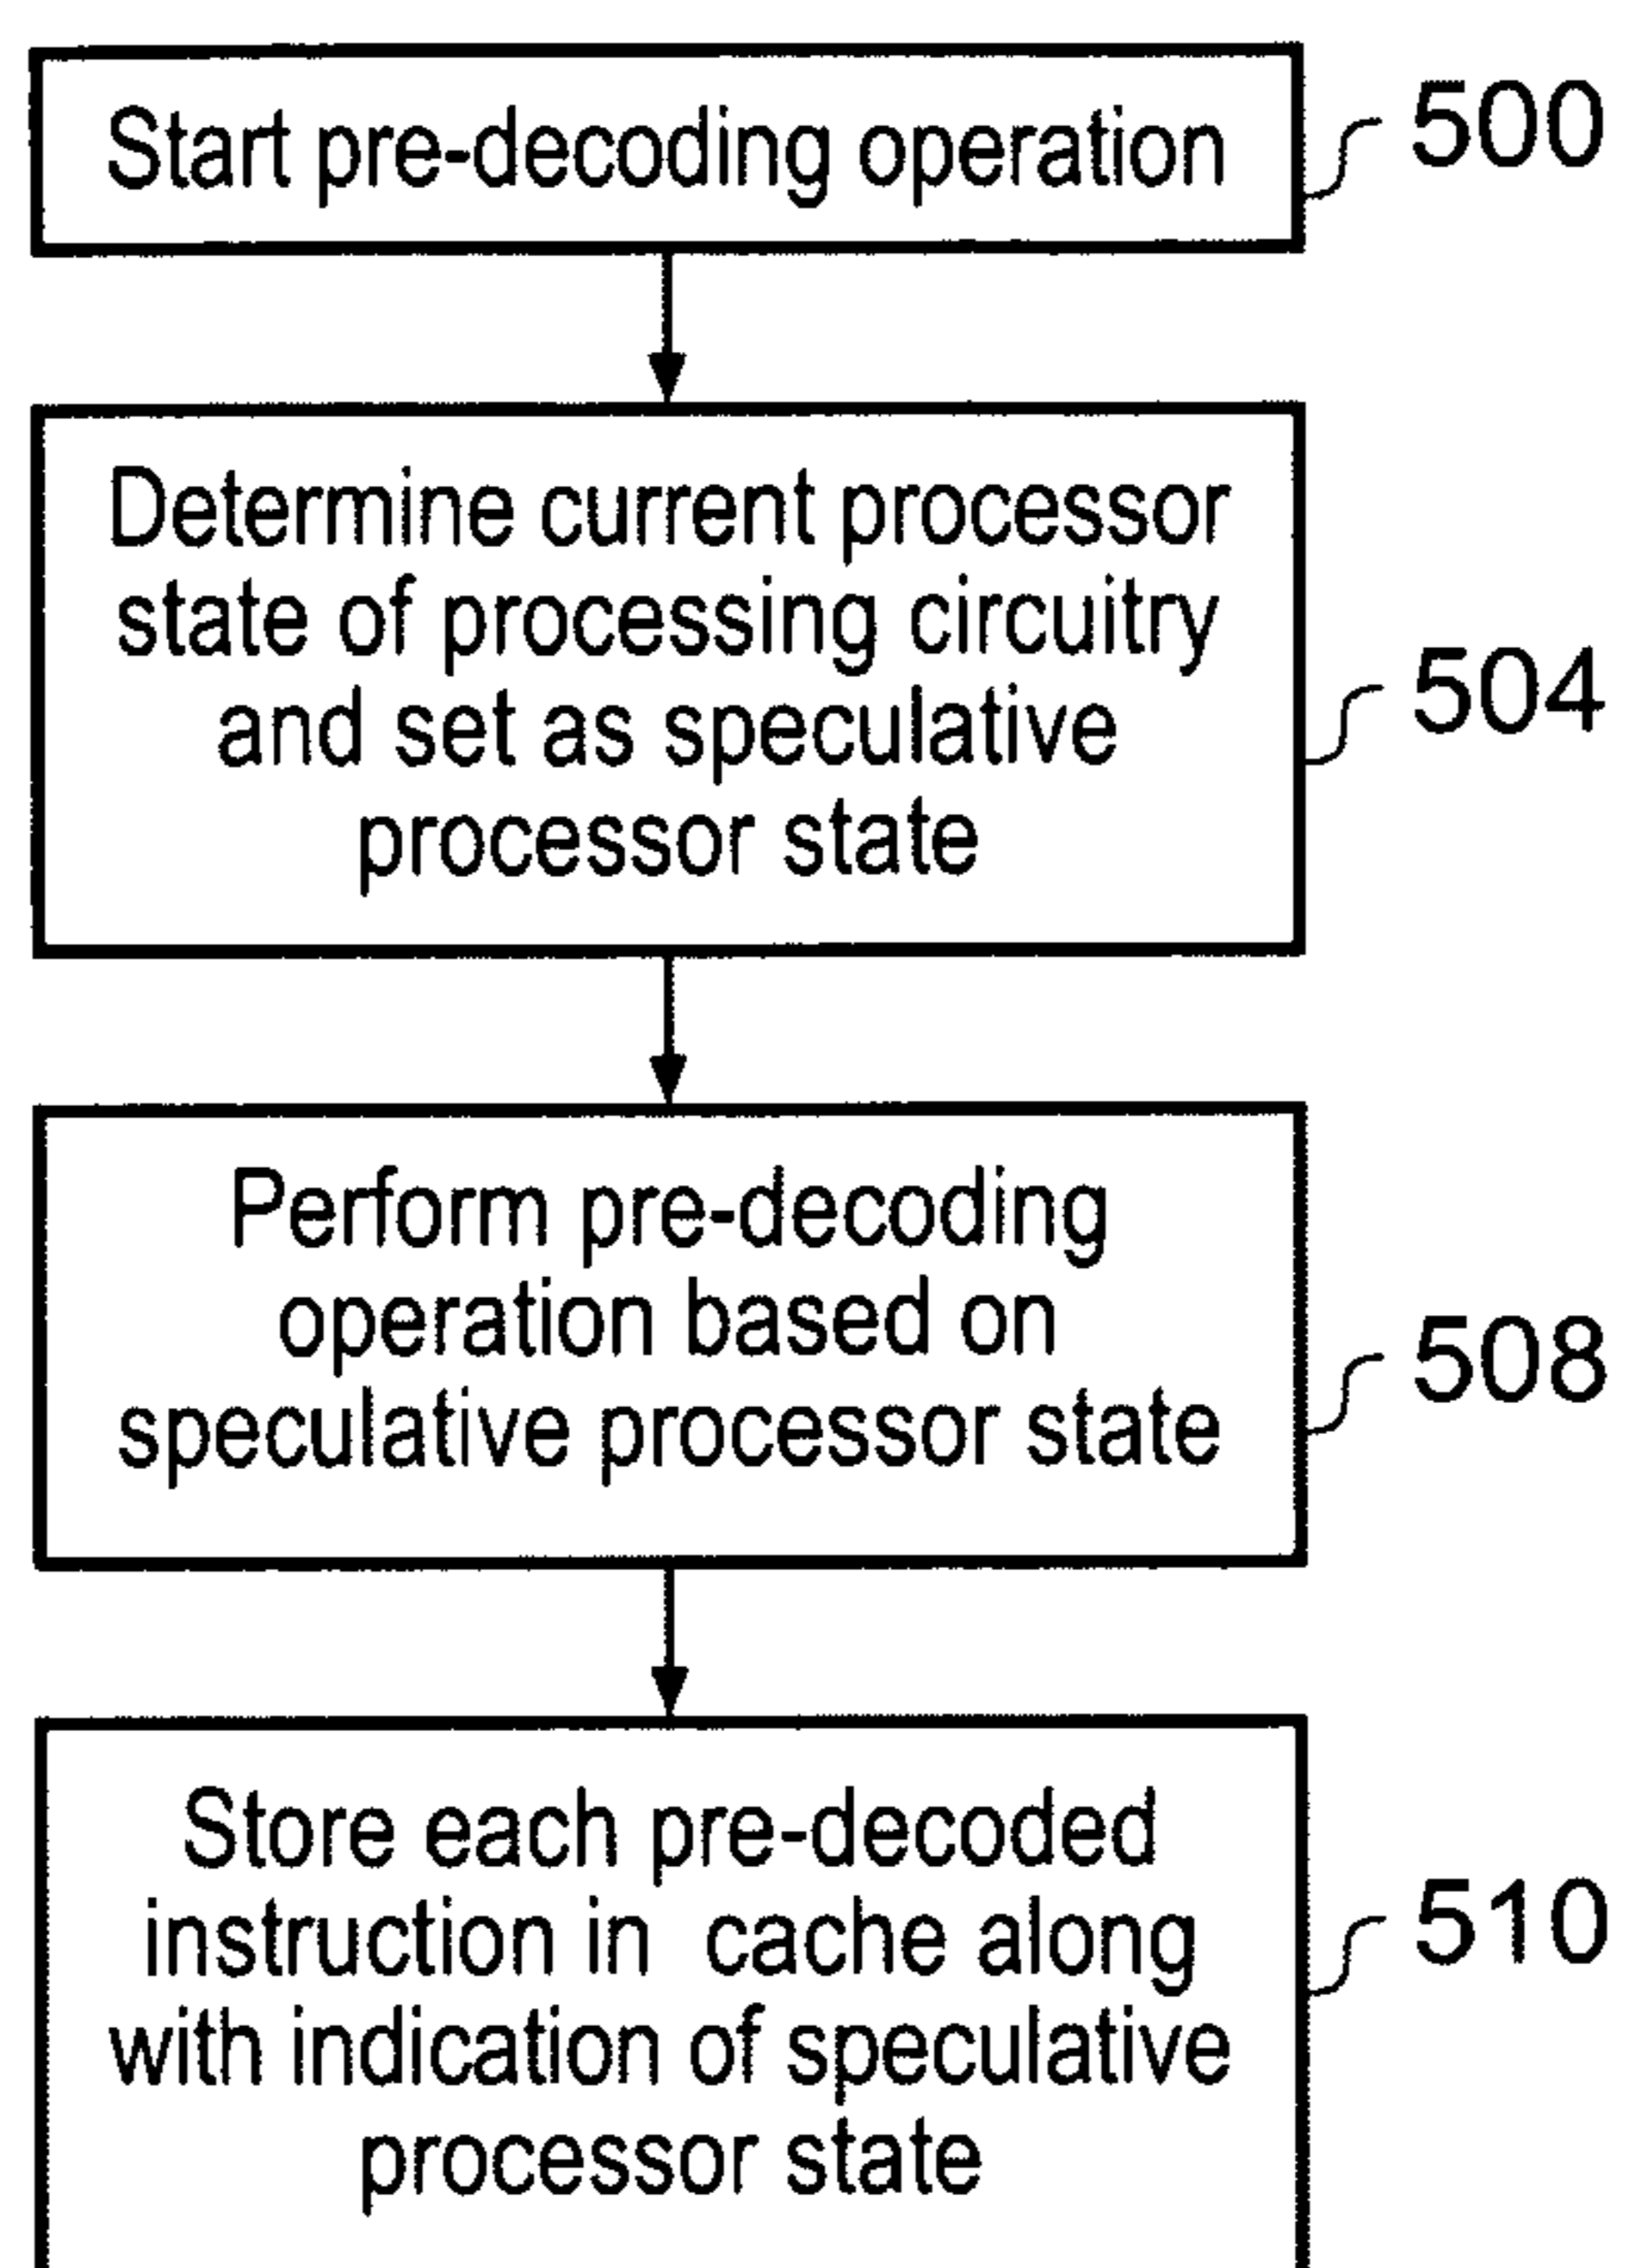 Start pre-decoding operation
500
Determine current processor
state of processing circuitry
and set as speculative
processor state
504
Perform pre-decoding
operation based on
speculative processor state
508
Store each pre-decoded
instruction in cache along
with indication of speculative
processor state
510